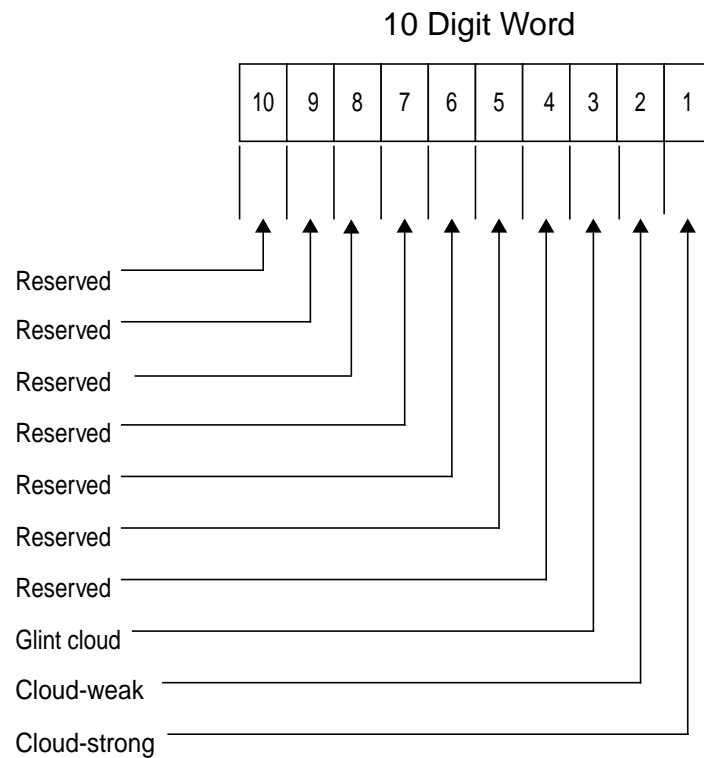 10 Digit Word
10 9 8 7 6 5 4 3 2 1
Reserved
Reserved
Reserved
Reserved
Reserved
Reserved
Reserved
Glint cloud
Cloud-weak
Cloud-strong